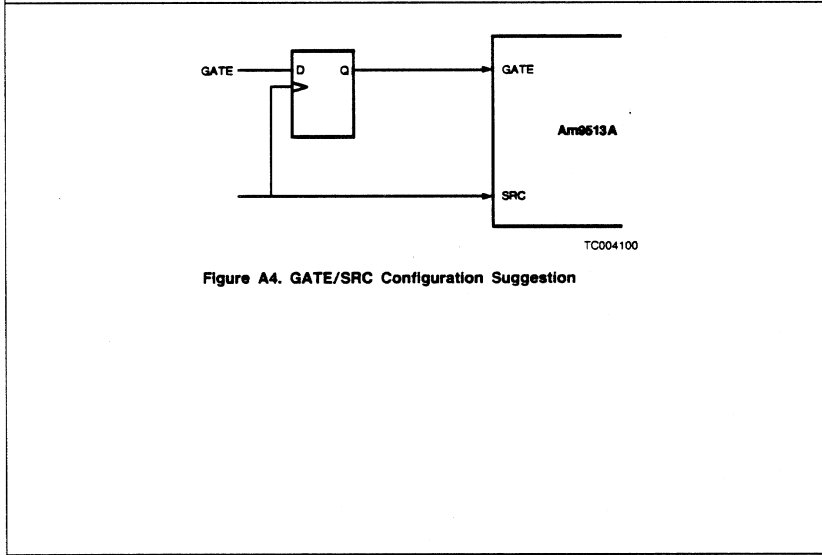 GATE D Q GATE
Am9513A
SRC
TC004100
Figure A4. GATE/SRC Configuration Suggestion